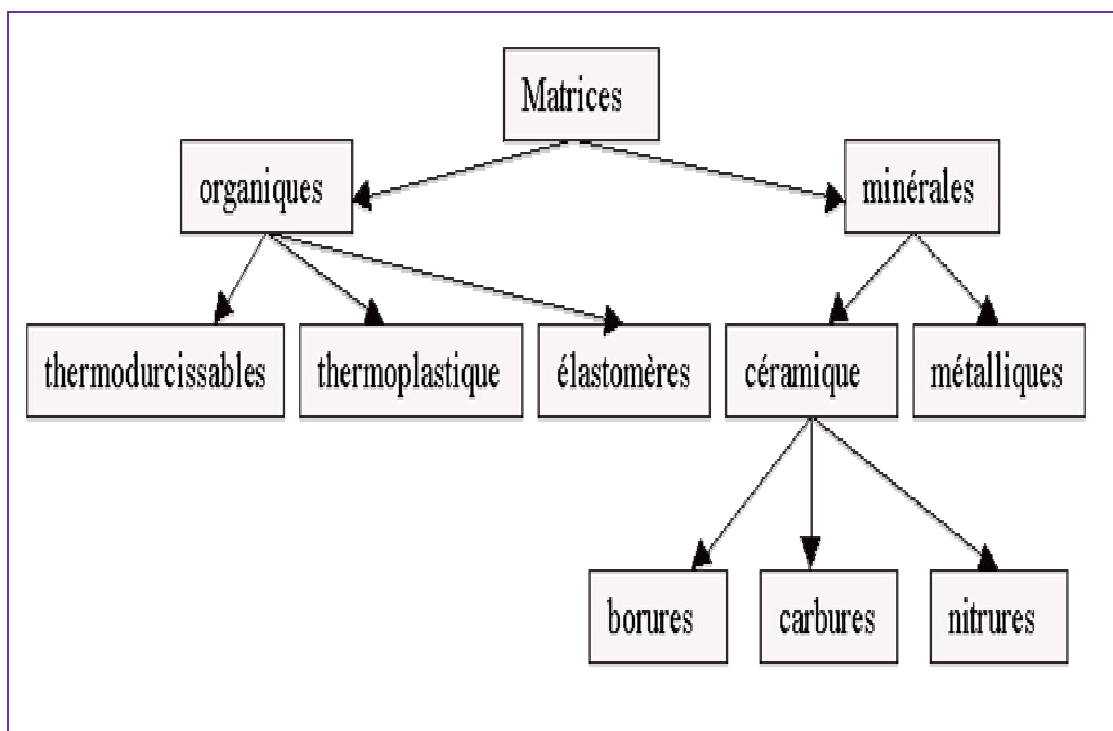 Matrices
organiques
minérales
thermodurcissables
thermoplastique
élastomères
céramique
métalliques
borures
carbures
nitrures